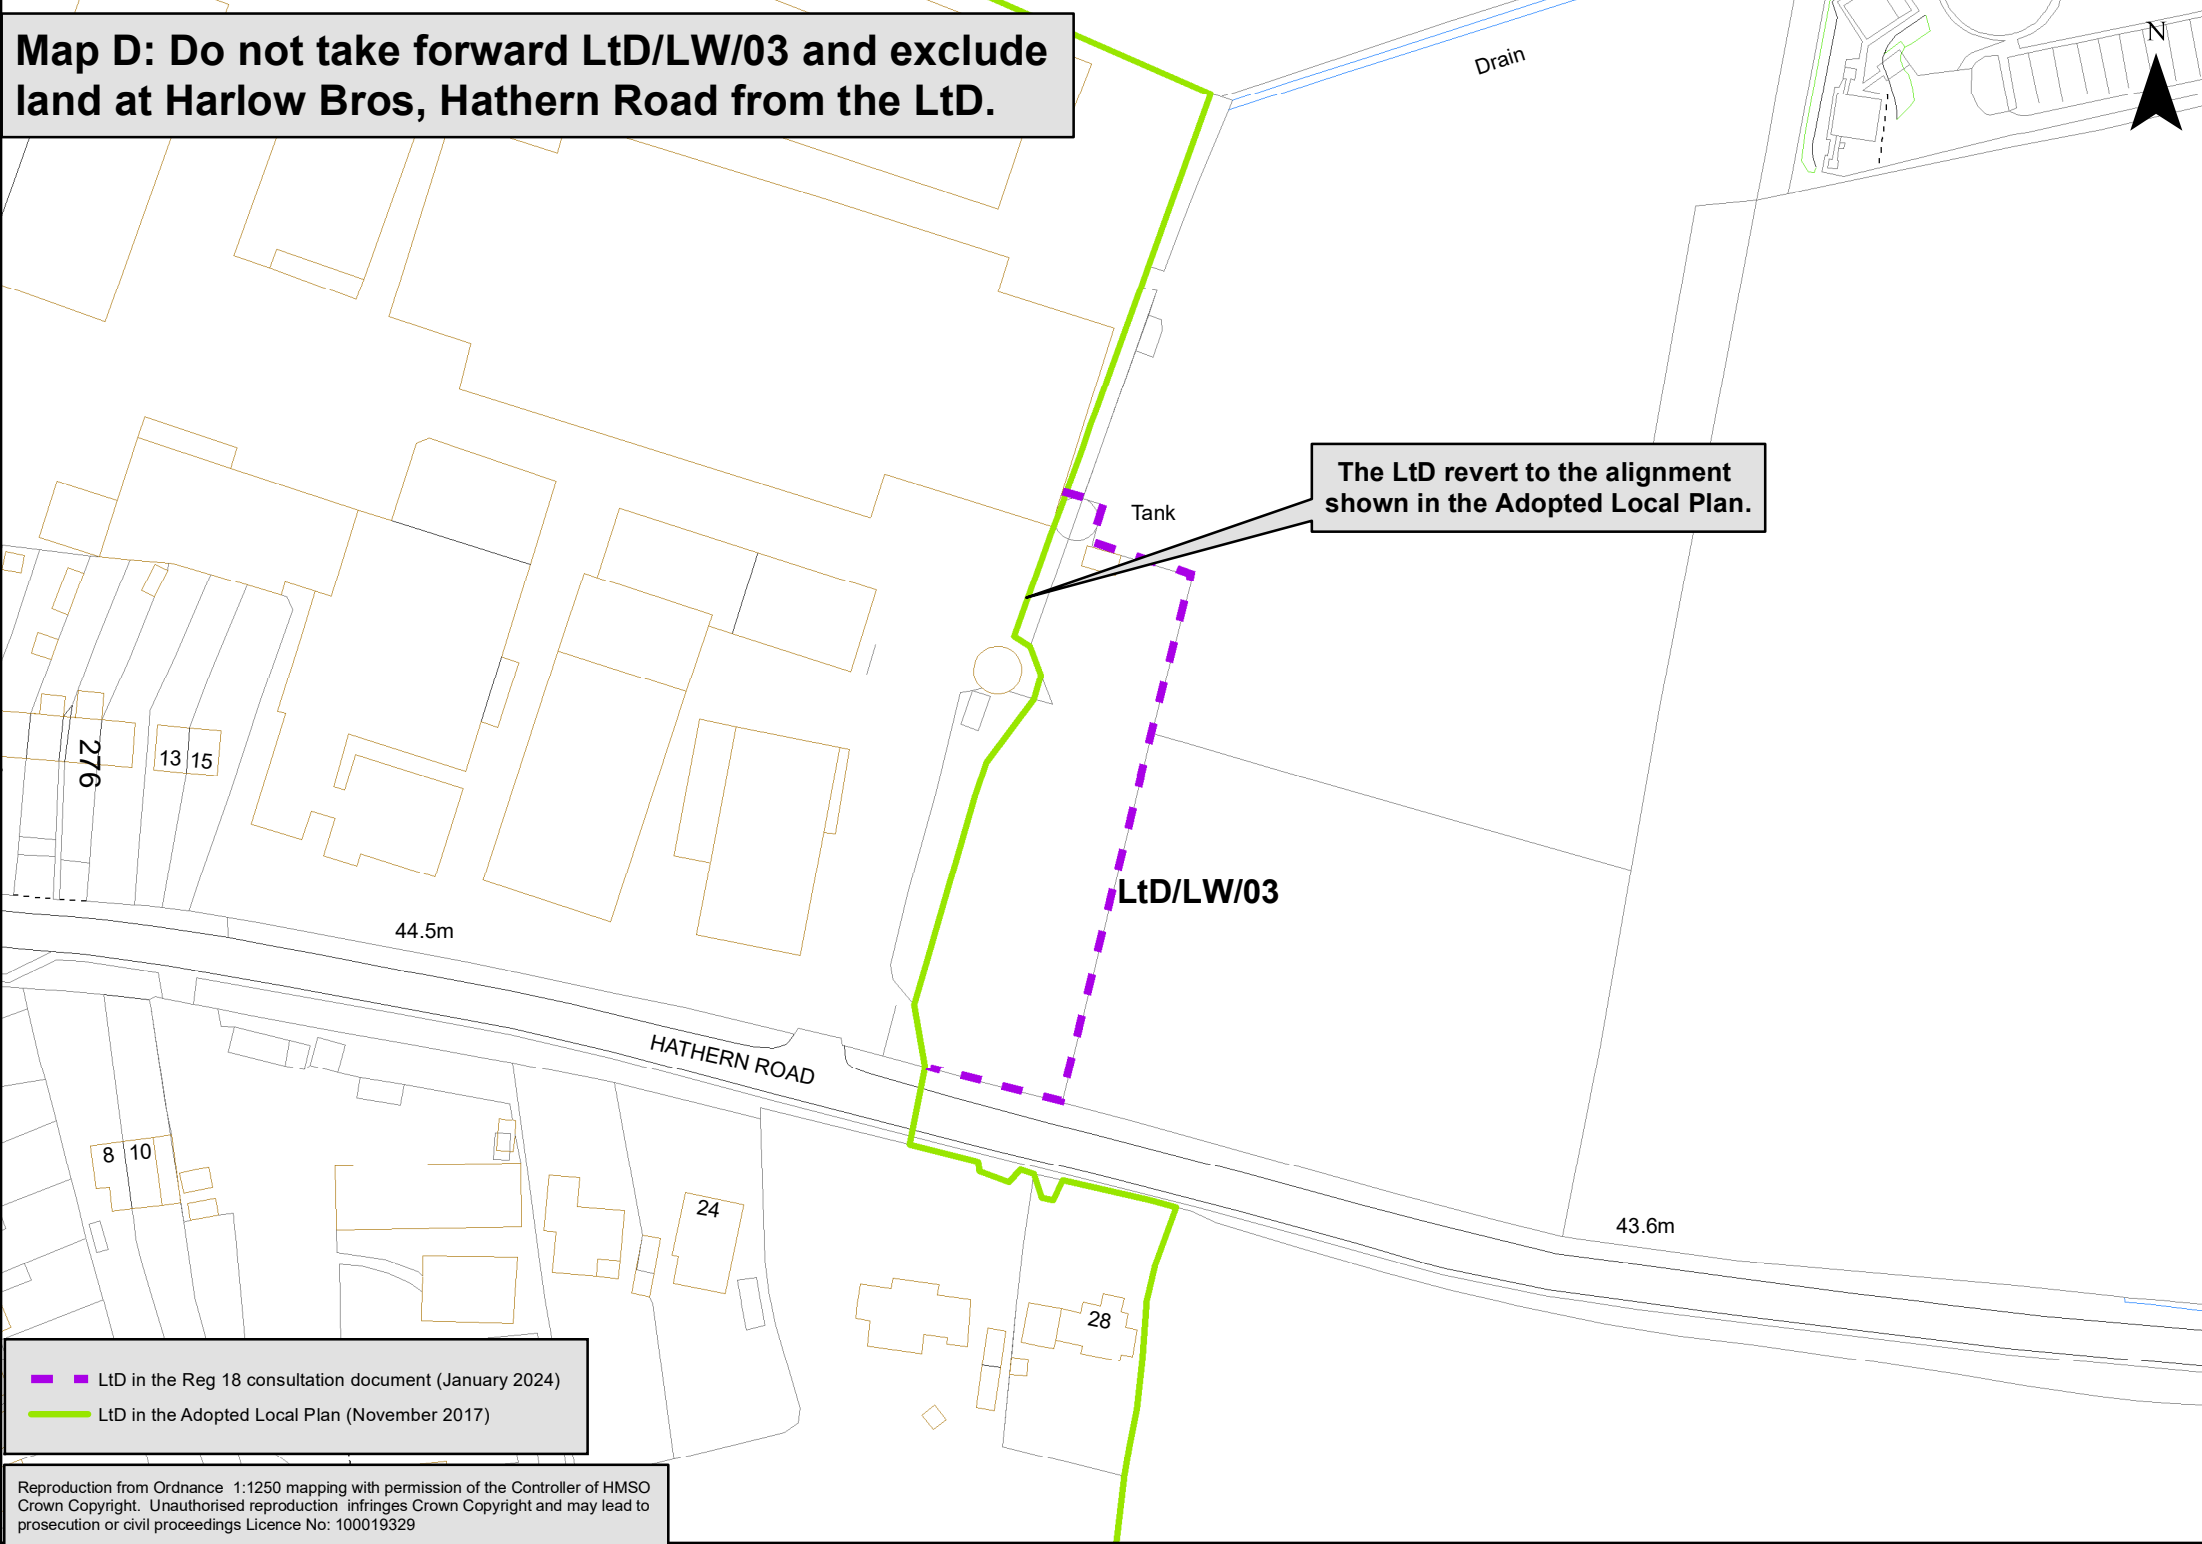 Map D: Do not take forward LtD/LW/03 and exclude
land at Harlow Bros, Hathern Road from the LtD.
N
Drain
The LtD revert to the alignment
shown in the Adopted Local Plan.
Tank
276
13
15
LtD/LW/03
44.5m
HATHERN ROAD
8
10
24
43.6m
28
LtD in the Reg 18 consultation document (January 2024)
LtD in the Adopted Local Plan (November 2017)
Reproduction from Ordnance 1:1250 mapping with permission of the Controller of HMSO
Crown Copyright. Unauthorised reproduction infringes Crown Copyright and may lead to
prosecution or civil proceedings Licence No: 100019329